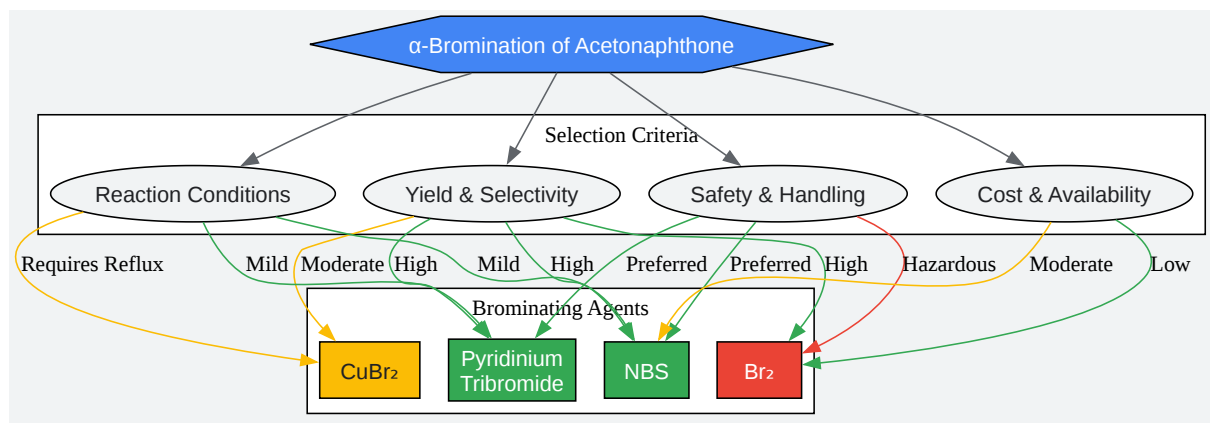 α-Bromination of Acetonaphthone
Selection Criteria
Reaction Conditions
Yield & Selectivity
Safety & Handling
Cost & Availability
Requires Reflux
Mild
Moderate
High
Mild
High
Preferred
Preferred
High
Hazardous
Moderate
Low
Brominating Agents
CuBr₂
Pyridinium
Tribromide
NBS
Br₂